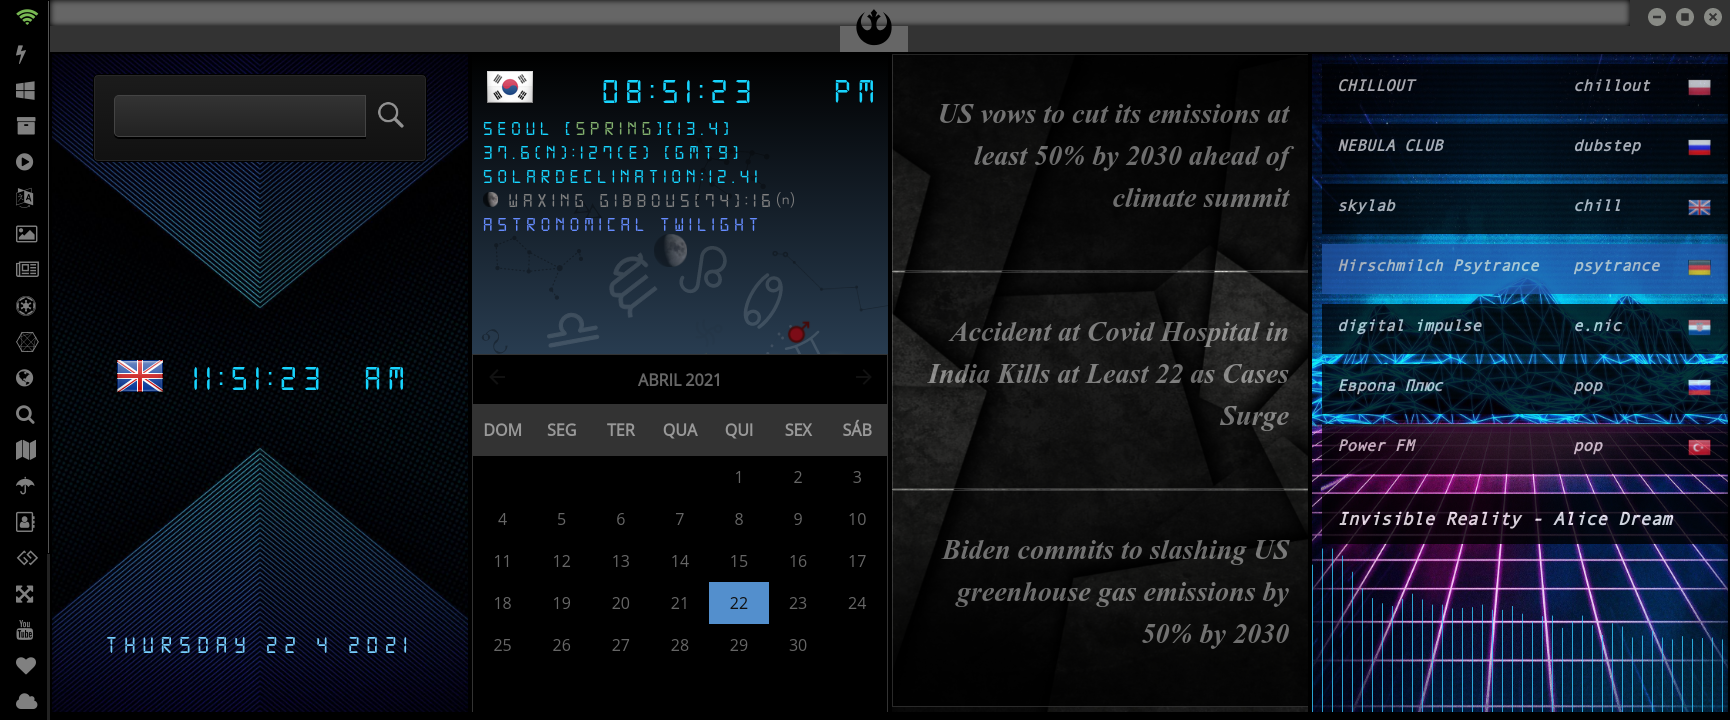 11:51:23 AM
THURSDAY 22 4 2021
08:51:23 PM
SEOUL [SPRING][13.4]
37.6(N):127(E) [GMT9]
SOLARDECLINATION:12.41
WAXING GIBBOUS[74]:16(n)
ASTRONOMICAL TWILIGHT
ABRIL 2021
DOM SEG TER QUA QUI SEX SÁB
1 2 3
4 5 6 7 8 9 10
11 12 13 14 15 16 17
18 19 20 21 22 23 24
25 26 27 28 29 30
US vows to cut its emissions at
least 50% by 2030 ahead of
climate summit
Accident at Covid Hospital in
India Kills at Least 22 as Cases
Surge
Biden commits to slashing US
greenhouse gas emissions by
50% by 2030
CHILLOUT chillout
NEBULA CLUB dubstep
skylab chill
Hirschmilch Psytrance psytrance
digital impulse e.nic
Европа Плюс pop
Power FM pop
Invisible Reality - Alice Dream
You
Tube